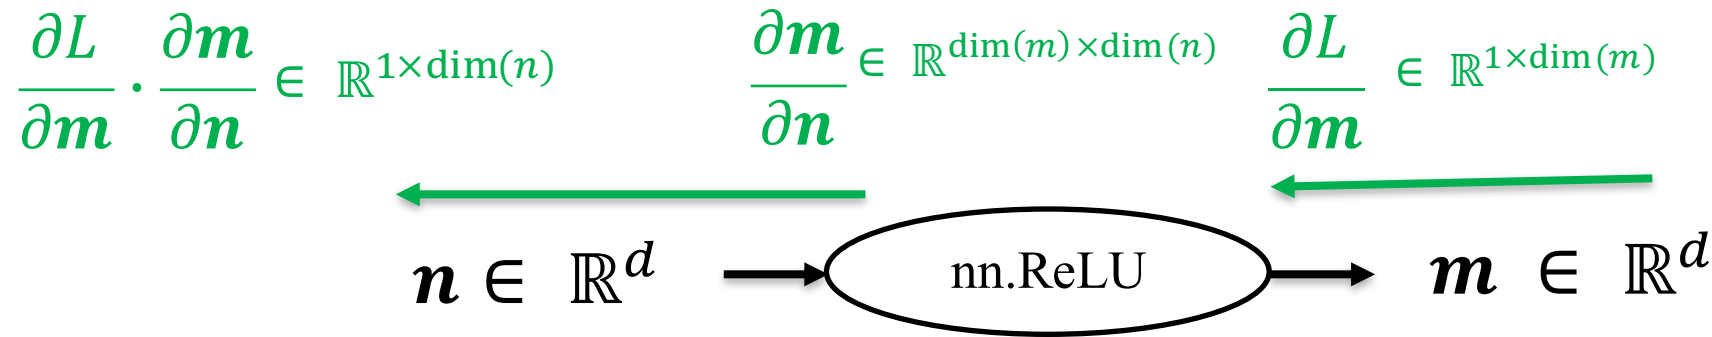 ∂L/∂m · ∂m/∂n ∈ ℝ^{1×dim(n)}
∂m/∂n ∈ ℝ^{dim(m)×dim(n)}
∂L/∂m ∈ ℝ^{1×dim(m)}
n ∈ ℝ^d
nn.ReLU
m ∈ ℝ^d